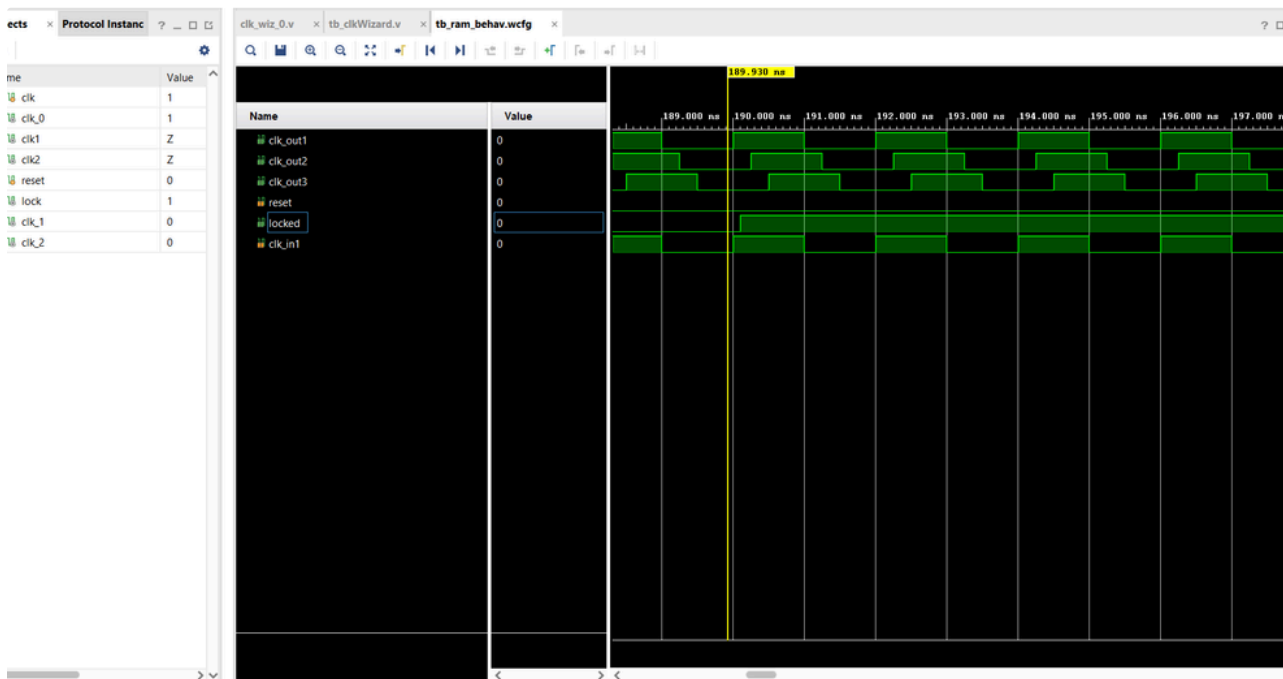 ects × Protocol Instanc ? clk_wiz_0.v × tb_clkWizard.v × tb_ram_behav.wcfg × ?
me Value
clk 1
clk_0 1
clk1 Z
clk2 Z
reset 0
lock 1
clk_1 0
clk_2 0
Name Value
clk_out1 0
clk_out2 0
clk_out3 0
reset 0
locked 0
clk_in1 0
189.930 ns
189.000 ns 190.000 ns 191.000 ns 192.000 ns 193.000 ns 194.000 ns 195.000 ns 196.000 ns 197.000 n